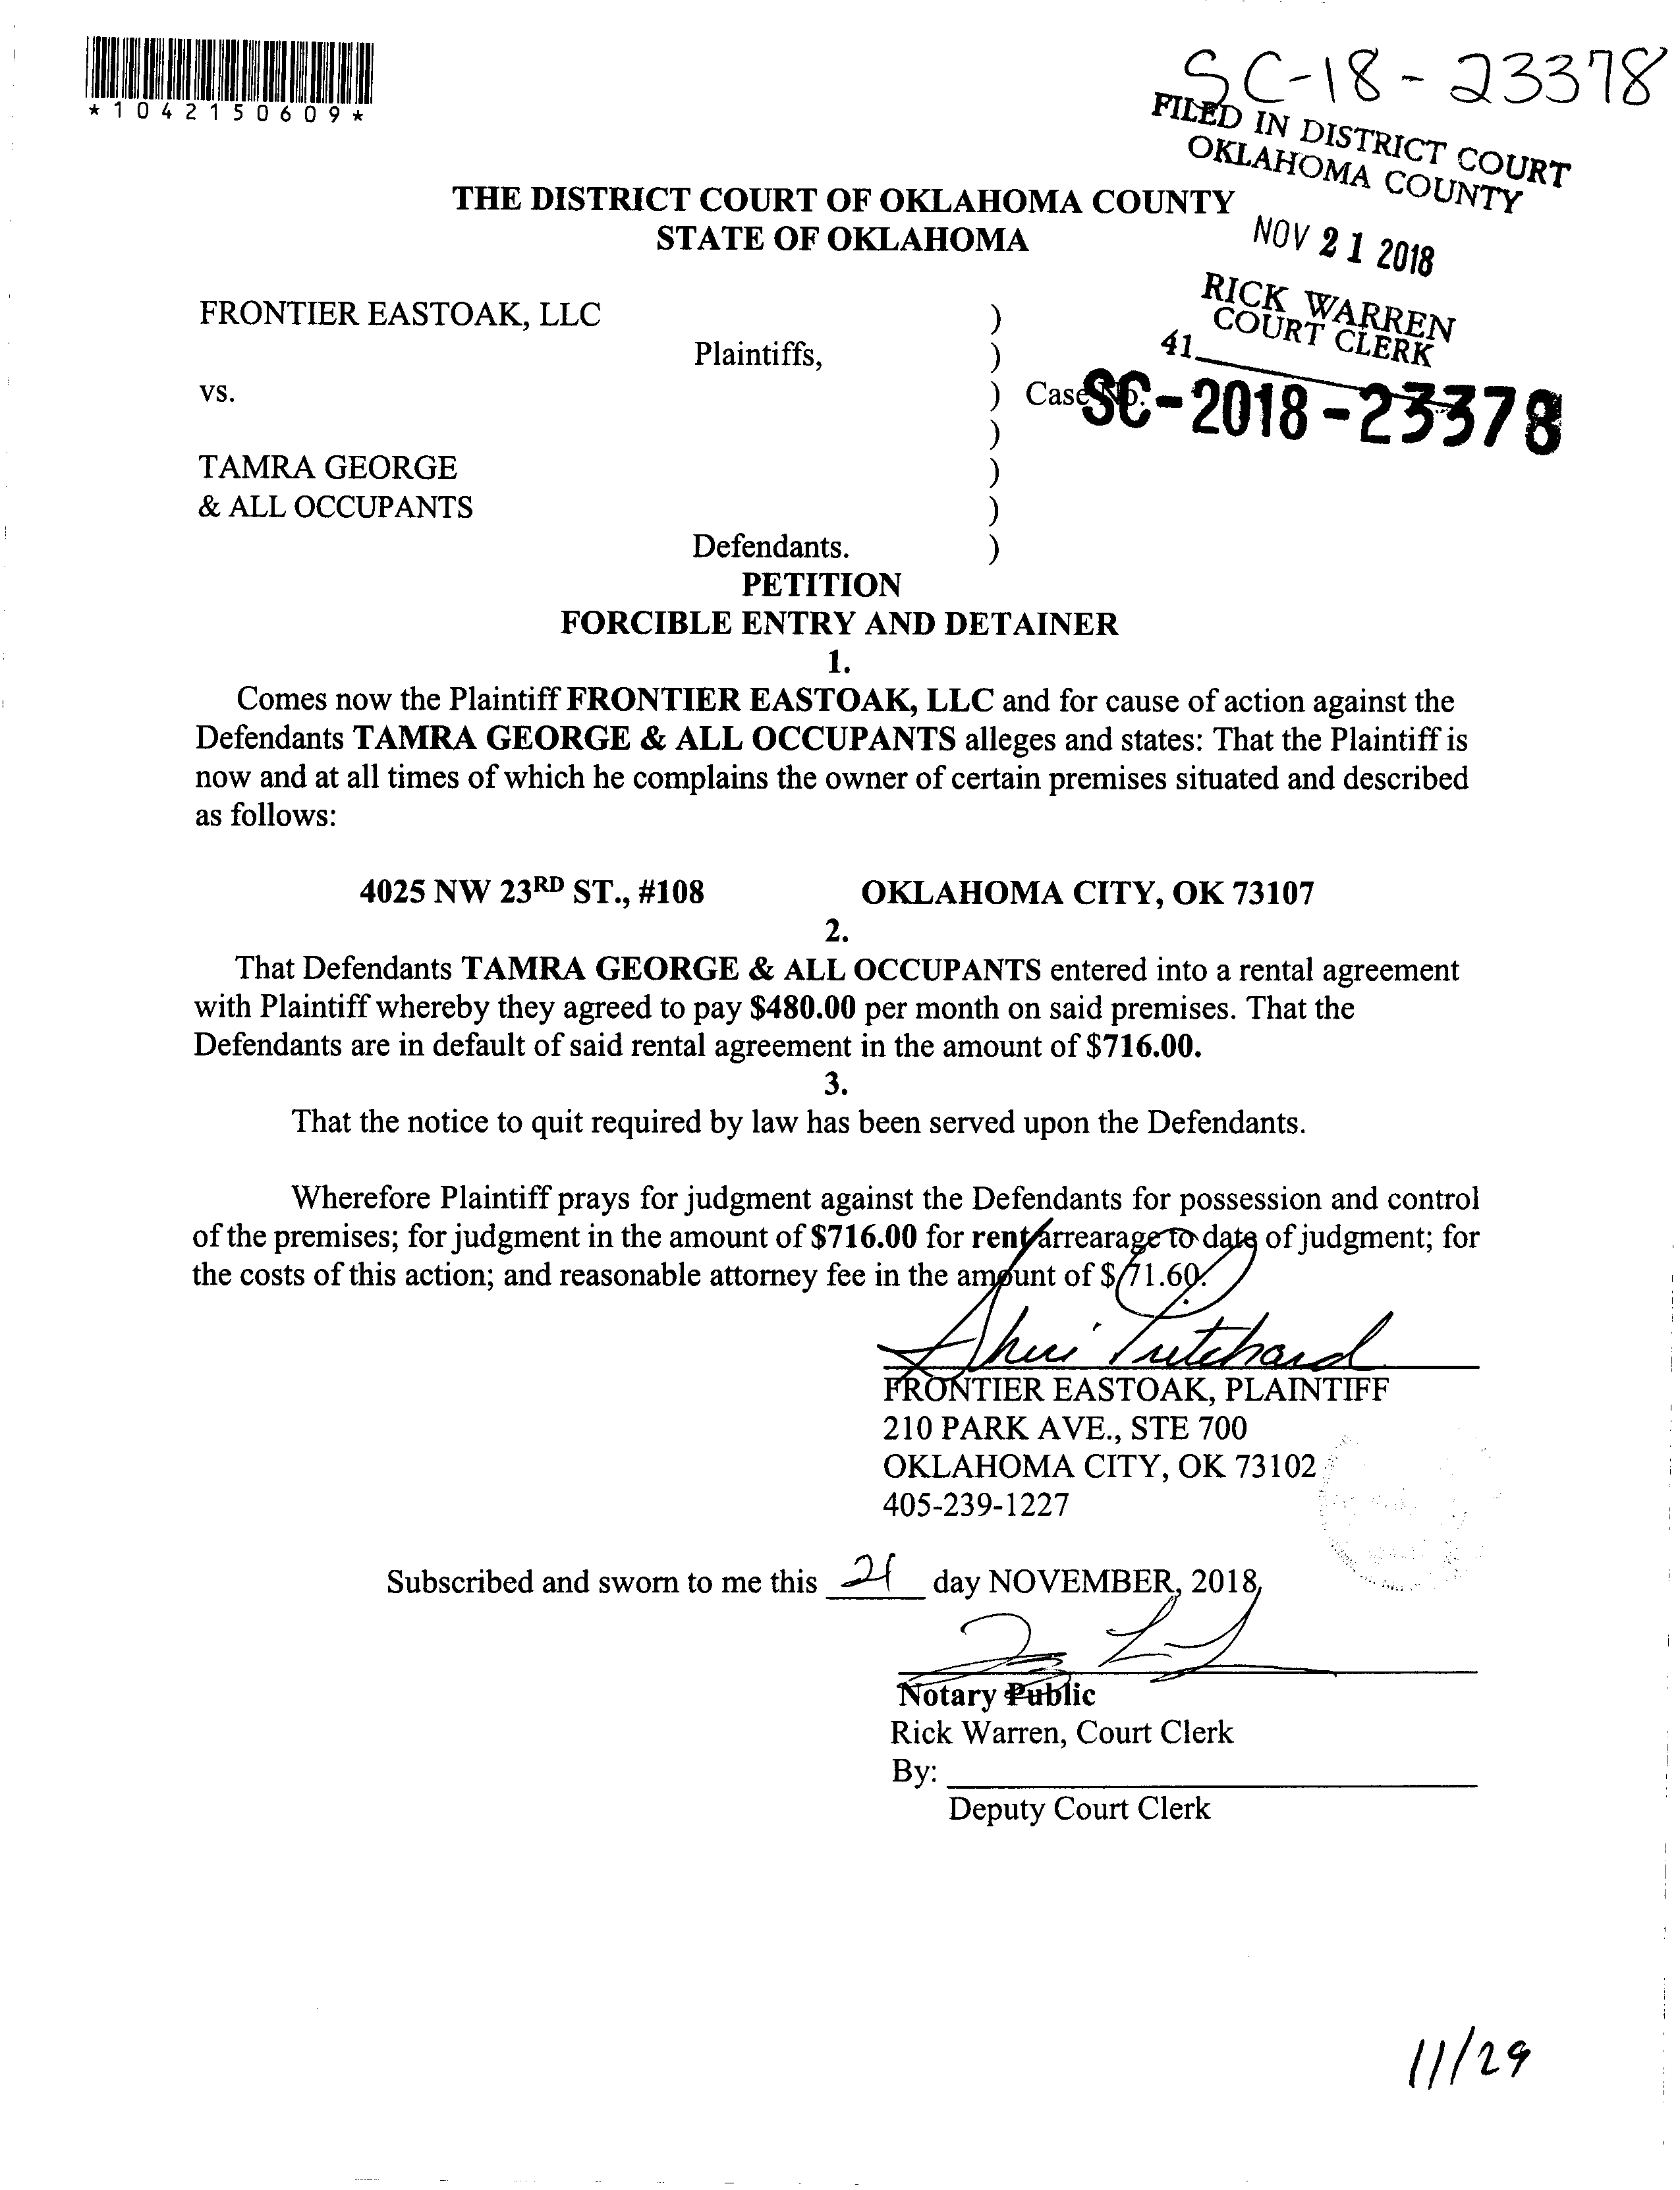 *1042150609*
SC-18-23378
FILED IN DISTRICT COURT
OKLAHOMA COUNTY
THE DISTRICT COURT OF OKLAHOMA COUNTY
STATE OF OKLAHOMA
NOV 21 2018
RICK WARREN
COURT CLERK
41
FRONTIER EASTOAK, LLC )
Plaintiffs, )
vs. ) Case No. SC-2018-23378
)
TAMRA GEORGE )
& ALL OCCUPANTS )
Defendants. )
PETITION
FORCIBLE ENTRY AND DETAINER
1.
Comes now the Plaintiff FRONTIER EASTOAK, LLC and for cause of action against the
Defendants TAMRA GEORGE & ALL OCCUPANTS alleges and states: That the Plaintiff is
now and at all times of which he complains the owner of certain premises situated and described
as follows:
4025 NW 23RD ST., #108 OKLAHOMA CITY, OK 73107
2.
That Defendants TAMRA GEORGE & ALL OCCUPANTS entered into a rental agreement
with Plaintiff whereby they agreed to pay $480.00 per month on said premises. That the
Defendants are in default of said rental agreement in the amount of $716.00.
3.
That the notice to quit required by law has been served upon the Defendants.
Wherefore Plaintiff prays for judgment against the Defendants for possession and control
of the premises; for judgment in the amount of $716.00 for rent/arrearage to date of judgment; for
the costs of this action; and reasonable attorney fee in the amount of $71.60.
Sheri Pritchard
FRONTIER EASTOAK, PLAINTIFF
210 PARK AVE., STE 700
OKLAHOMA CITY, OK 73102
405-239-1227
Subscribed and sworn to me this 21 day NOVEMBER, 2018,
Notary Public
Rick Warren, Court Clerk
By:
Deputy Court Clerk
11/29